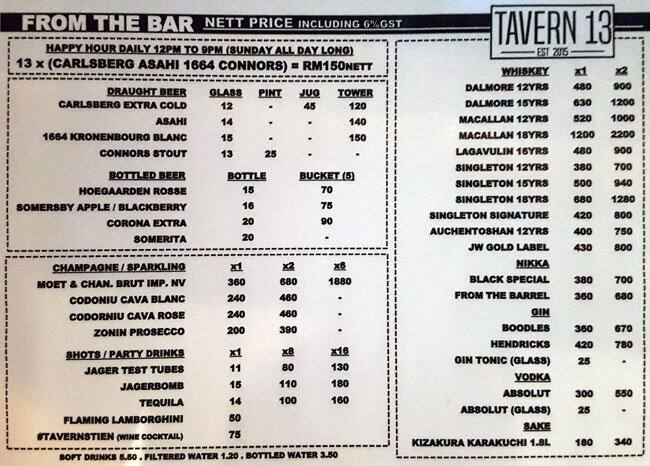 FROM THE BAR NETT PRICE INCLUDING 6%GST
TAVERN 13
EST 2015
HAPPY HOUR DAILY 12PM TO 9PM (SUNDAY ALL DAY LONG)
13 x (CARLSBERG ASAHI 1664 CONNORS) = RM150NETT
DRAUGHT BEER GLASS PINT JUG TOWER
CARLSBERG EXTRA COLD 12 - 45 120
ASAHI 14 - - 140
1664 KRONENBOURG BLANC 15 - - 150
CONNORS STOUT 13 25 - -
BOTTLED BEER BOTTLE BUCKET (5)
HOEGAARDEN ROSSE 15 70
SOMERSBY APPLE / BLACKBERRY 16 75
CORONA EXTRA 20 90
SOMERITA 20 -
CHAMPAGNE / SPARKLING x1 x2 x6
MOET & CHAN. BRUT IMP. NV 360 680 1880
CODONIU CAVA BLANC 240 460 -
CODORNIU CAVA ROSE 240 460 -
ZONIN PROSECCO 200 390 -
SHOTS / PARTY DRINKS x1 x8 x16
JAGER TEST TUBES 11 80 130
JAGERBOMB 15 110 180
TEQUILA 14 100 160
FLAMING LAMBORGHINI 50
#TAVERNSTIEN (WINE COCKTAIL) 75
SOFT DRINKS 5.50 , FILTERED WATER 1.20 , BOTTLED WATER 3.50
WHISKEY x1 x2
DALMORE 12YRS 480 900
DALMORE 15YRS 630 1200
MACALLAN 12YRS 520 1000
MACALLAN 18YRS 1200 2200
LAGAVULIN 16YRS 480 900
SINGLETON 12YRS 380 700
SINGLETON 15YRS 500 940
SINGLETON 18YRS 680 1280
SINGLETON SIGNATURE 420 800
AUCHENTOSHAN 12YRS 400 750
JW GOLD LABEL 430 800
NIKKA
BLACK SPECIAL 380 700
FROM THE BARREL 360 680
GIN
BOODLES 360 670
HENDRICKS 420 780
GIN TONIC (GLASS) 25 -
VODKA
ABSOLUT 300 550
ABSOLUT (GLASS) 25 -
SAKE
KIZAKURA KARAKUCHI 1.8L 180 340